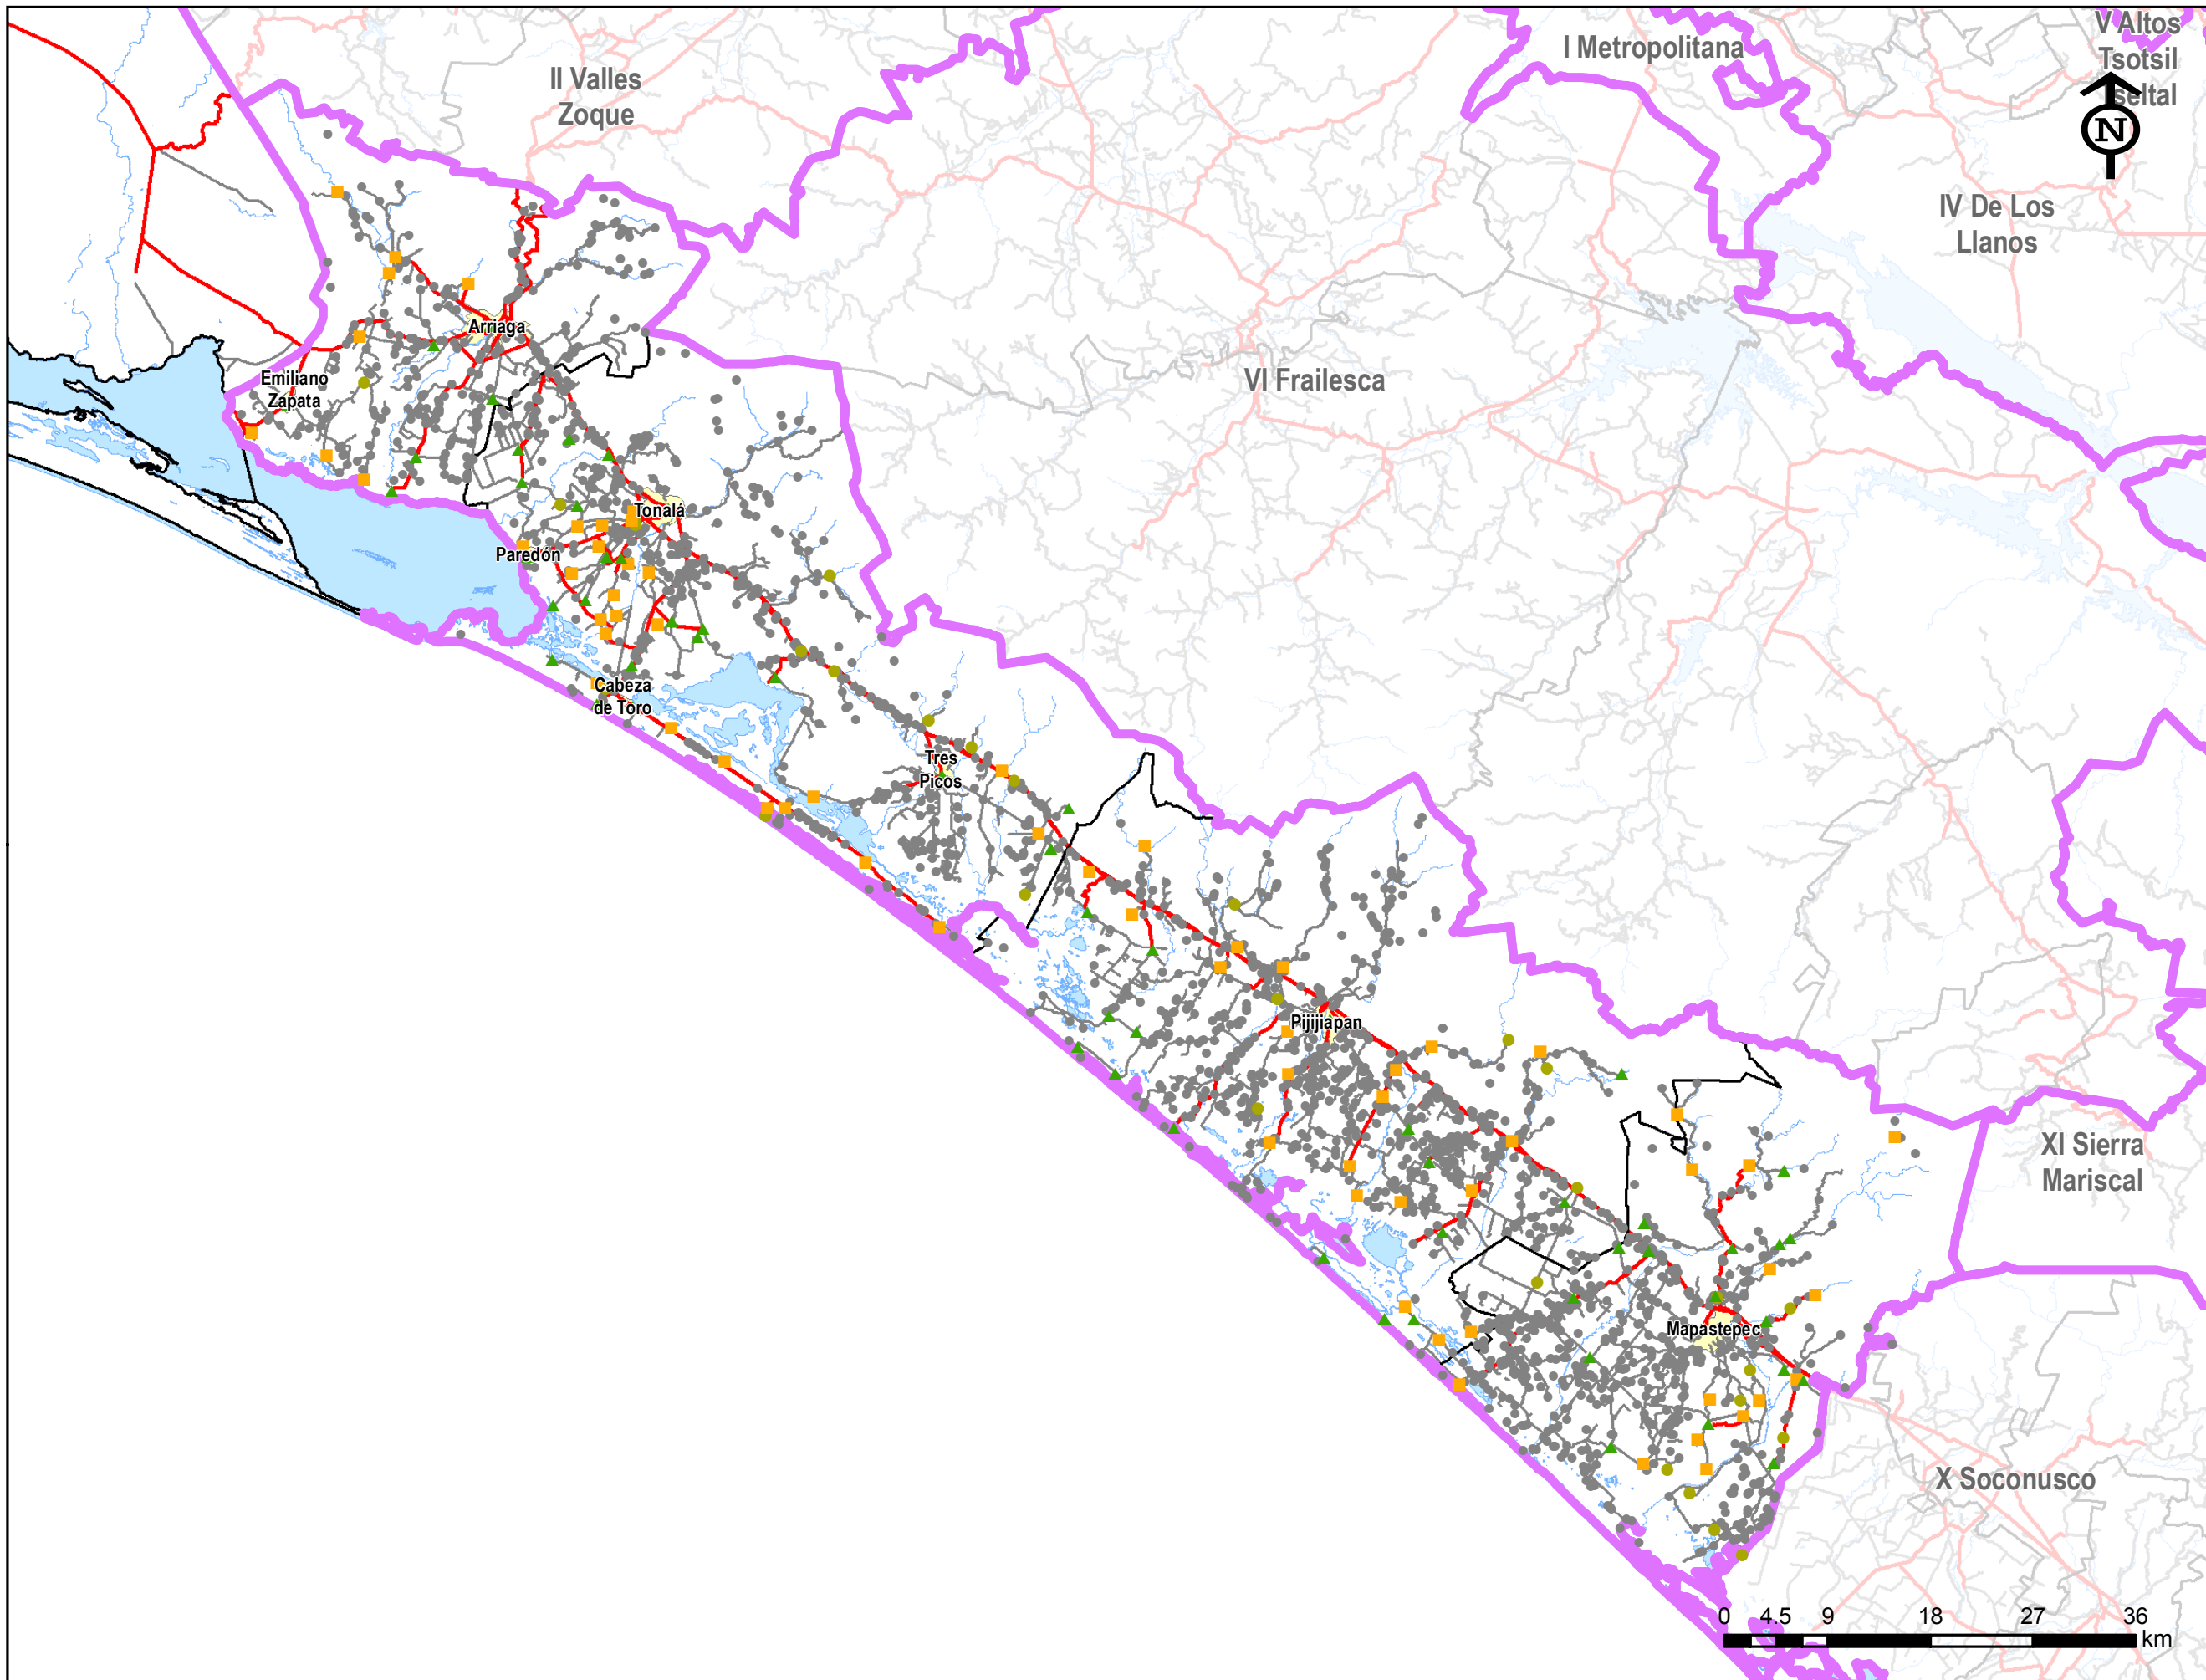 V Altos
Tsotsil
Tseltal
I Metropolitana
II Valles
Zoque
N
IV De Los
Llanos
Arriaga
VI Frailesca
Emiliano
Zapata
Tonalá
Paredón
Cabeza
de Toro
Tres
Picos
Pijijiapan
XI Sierra
Mariscal
Mapastepec
X Soconusco
0 4.5 9 18 27 36
km